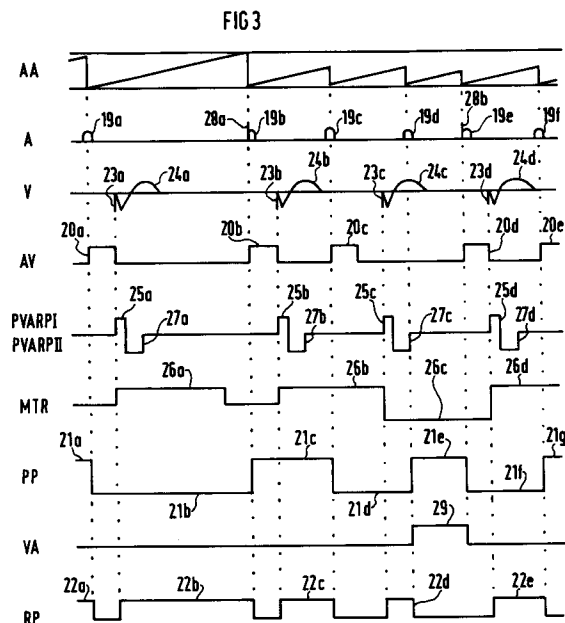 FIG 3
AA
A 19a 28a 19b 19c 19d 28b 19e 19f
V 23a 24a 23b 24b 23c 24c 23d 24d
AV 20a 20b 20c 20d 20e
PVARPI 25a 25b 25c 25d
PVARPII 27a 27b 27c 27d
MTR 26a 26b 26c 26d
PP 21a 21b 21c 21d 21e 21f 21g
VA 29
RP 22a 22b 22c 22d 22e